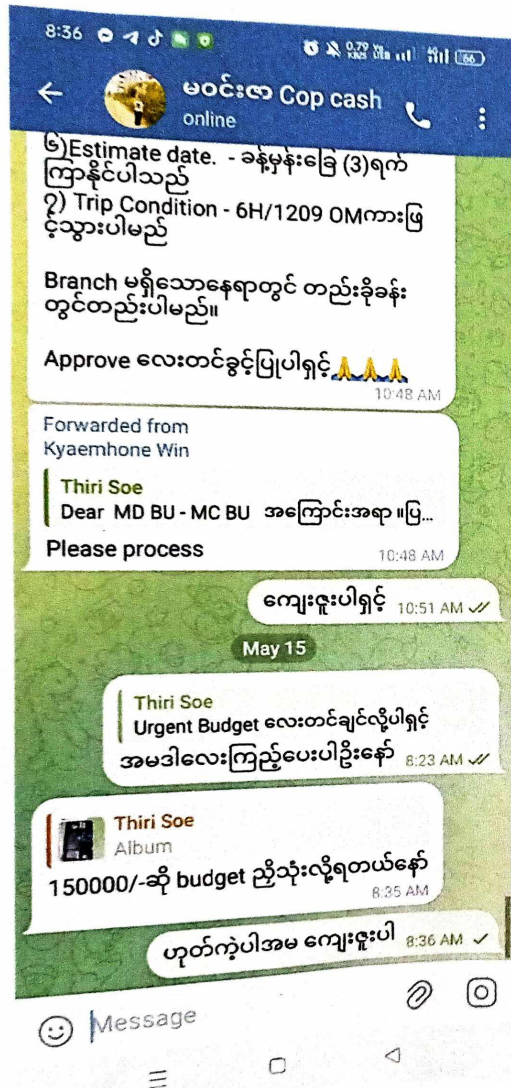 8:36
0.79 KB/S
4G
66
မဝင်းဇာ Cop cash
online
၆)Estimate date. - ခန့်မှန်းခြေ (3)ရက်
ကြာနိုင်ပါသည်
၇) Trip Condition - 6H/1209 OMကားဖြ
င့်သွားပါမည်
Branch မရှိသောနေရာတွင် တည်းခိုခန်း
တွင်တည်းပါမည်။
Approve လေးတင်ခွင့်ပြုပါရှင့်🙏🙏🙏
10:48 AM
Forwarded from
Kyaemhone Win
Thiri Soe
Dear MD BU - MC BU အကြောင်းအရာ ။ပြ...
Please process
10:48 AM
ကျေးဇူးပါရှင့် 10:51 AM
May 15
Thiri Soe
Urgent Budget လေးတင်ချင်လို့ပါရှင့်
အမဒါလေးကြည့်ပေးပါဦးနော် 8:23 AM
Thiri Soe
Album
150000/-ဆို budget ညှိသုံးလို့ရတယ်နော်
8:35 AM
ဟုတ်ကဲ့ပါအမ ကျေးဇူးပါ 8:36 AM
Message